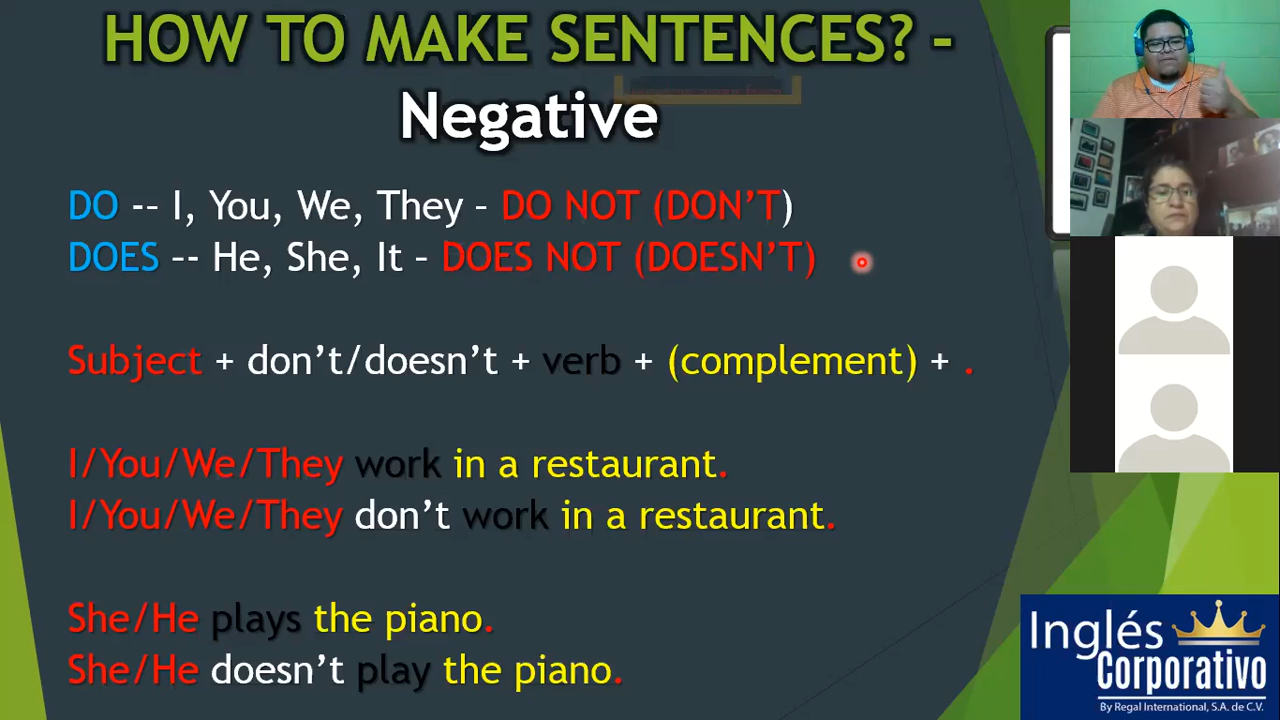 HOW TO MAKE SENTENCES? -
Negative
DO -- I, You, We, They – DO NOT (DON’T)
DOES -- He, She, It – DOES NOT (DOESN’T)
Subject + don’t/doesn’t + verb + (complement) + .
I/You/We/They work in a restaurant.
I/You/We/They don’t work in a restaurant.
She/He plays the piano.
She/He doesn’t play the piano.
Inglés
Corporativo
By Regal International, S.A. de C.V.